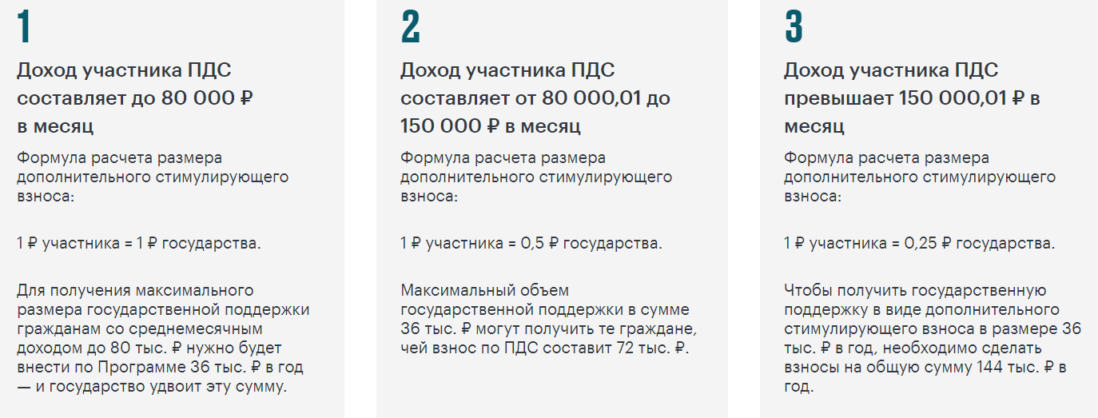 1
Доход участника ПДС
составляет до 80 000 ₽
в месяц
Формула расчета размера
дополнительного стимулирующего
взноса:
1 ₽ участника = 1 ₽ государства.
Для получения максимального
размера государственной поддержки
гражданам со среднемесячным
доходом до 80 тыс. ₽ нужно будет
внести по Программе 36 тыс. ₽ в год
— и государство удвоит эту сумму.
2
Доход участника ПДС
составляет от 80 000,01 до
150 000 ₽ в месяц
Формула расчета размера
дополнительного стимулирующего
взноса:
1 ₽ участника = 0,5 ₽ государства.
Максимальный объем
государственной поддержки в сумме
36 тыс. ₽ могут получить те граждане,
чей взнос по ПДС составит 72 тыс. ₽.
3
Доход участника ПДС
превышает 150 000,01 ₽ в
месяц
Формула расчета размера
дополнительного стимулирующего
взноса:
1 ₽ участника = 0,25 ₽ государства.
Чтобы получить государственную
поддержку в виде дополнительного
стимулирующего взноса в размере 36
тыс. ₽ в год, необходимо сделать
взносы на общую сумму 144 тыс. ₽ в
год.